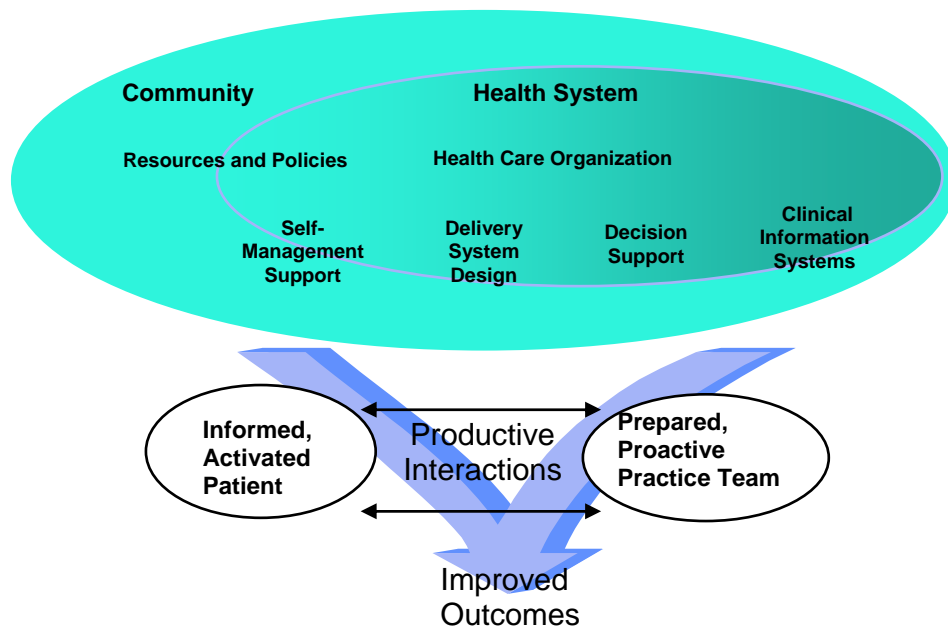 Community
Health System
Resources and Policies
Health Care Organization
Self-
Management
Support
Delivery
System
Design
Decision
Support
Clinical
Information
Systems
Informed,
Activated
Patient
Productive
Interactions
Prepared,
Proactive
Practice Team
Improved
Outcomes